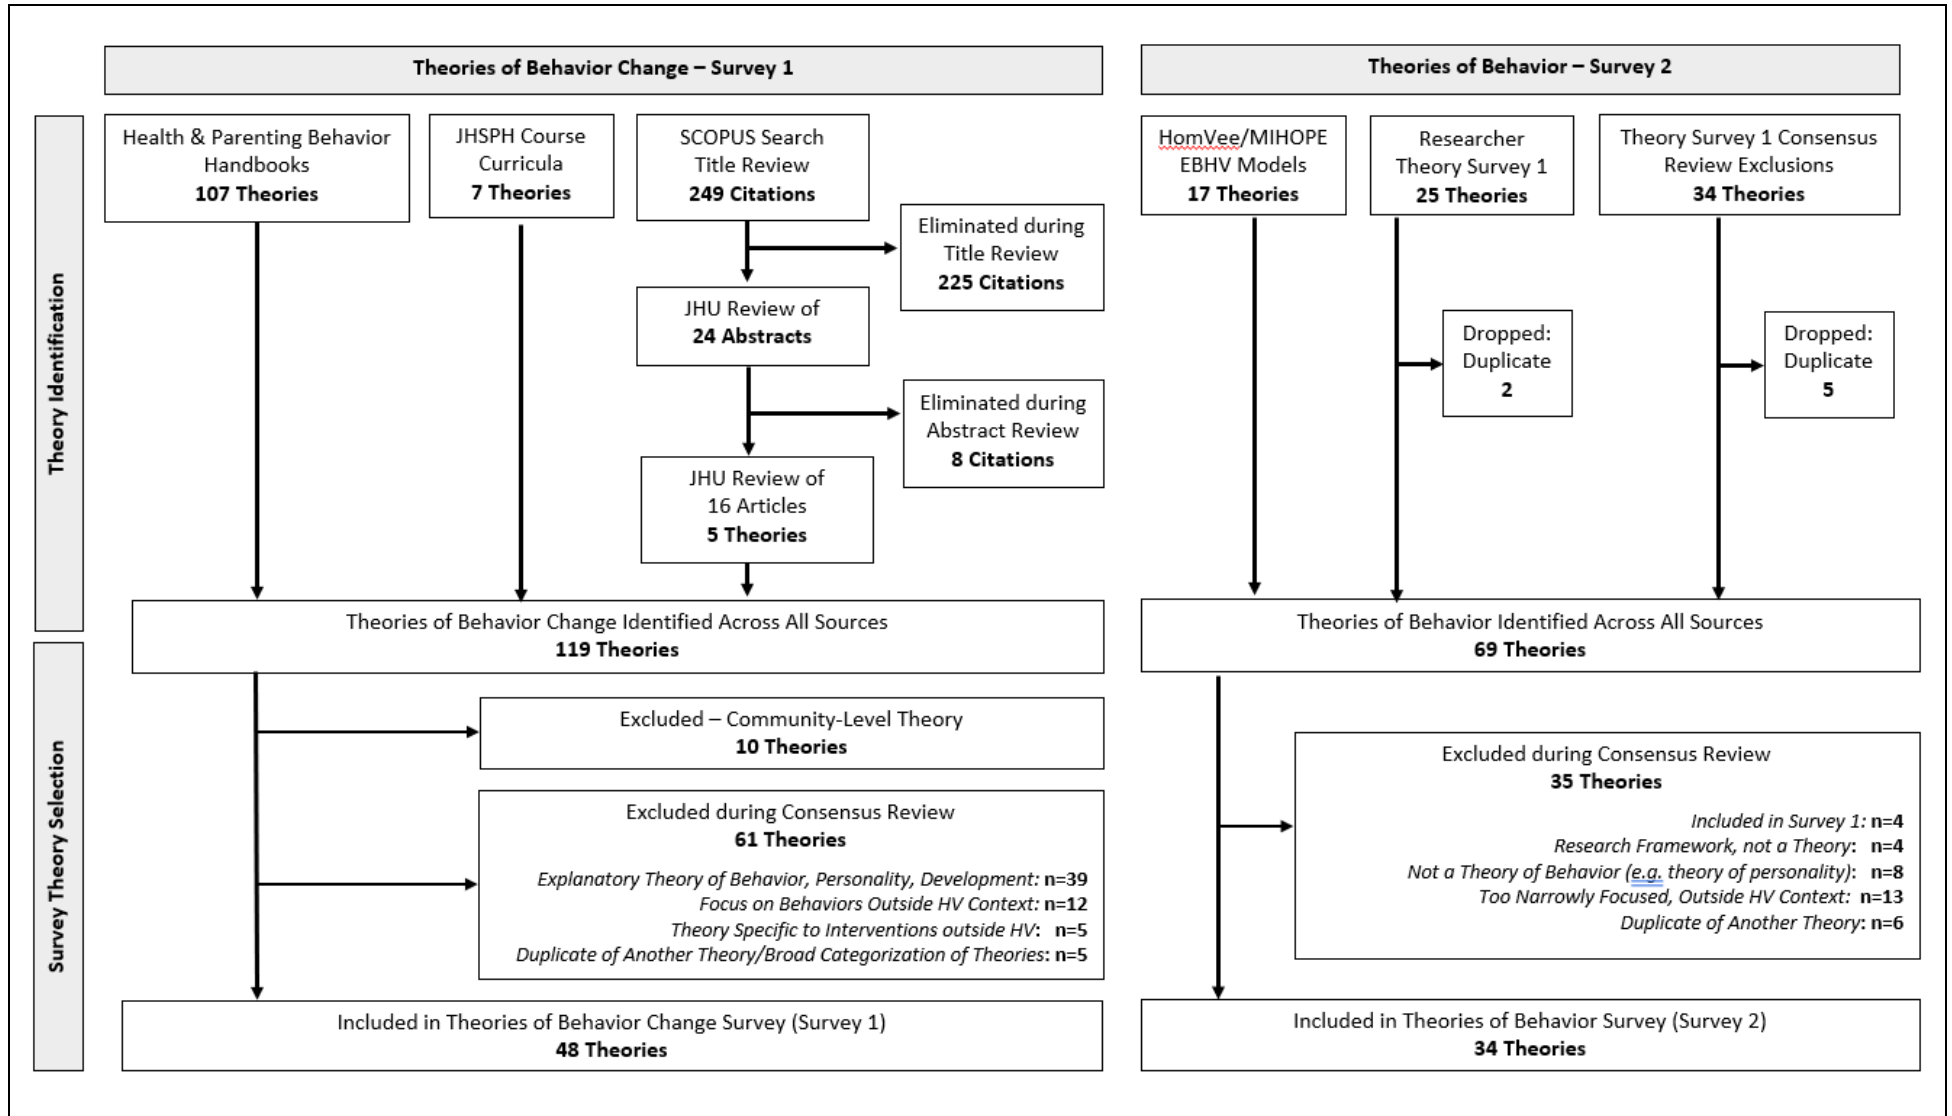 Theories of Behavior Change – Survey 1
Theories of Behavior – Survey 2
Theory Identification
Health & Parenting Behavior
Handbooks
107 Theories
JHSPH Course
Curricula
7 Theories
SCOPUS Search
Title Review
249 Citations
Eliminated during
Title Review
225 Citations
JHU Review of
24 Abstracts
Eliminated during
Abstract Review
8 Citations
JHU Review of
16 Articles
5 Theories
HomVee/MIHOPE
EBHV Models
17 Theories
Researcher
Theory Survey 1
25 Theories
Theory Survey 1 Consensus
Review Exclusions
34 Theories
Dropped:
Duplicate
2
Dropped:
Duplicate
5
Theories of Behavior Change Identified Across All Sources
119 Theories
Theories of Behavior Identified Across All Sources
69 Theories
Survey Theory Selection
Excluded – Community-Level Theory
10 Theories
Excluded during Consensus Review
61 Theories
Explanatory Theory of Behavior, Personality, Development: n=39
Focus on Behaviors Outside HV Context: n=12
Theory Specific to Interventions outside HV: n=5
Duplicate of Another Theory/Broad Categorization of Theories: n=5
Excluded during Consensus Review
35 Theories
Included in Survey 1: n=4
Research Framework, not a Theory: n=4
Not a Theory of Behavior (e.g. theory of personality): n=8
Too Narrowly Focused, Outside HV Context: n=13
Duplicate of Another Theory: n=6
Included in Theories of Behavior Change Survey (Survey 1)
48 Theories
Included in Theories of Behavior Survey (Survey 2)
34 Theories